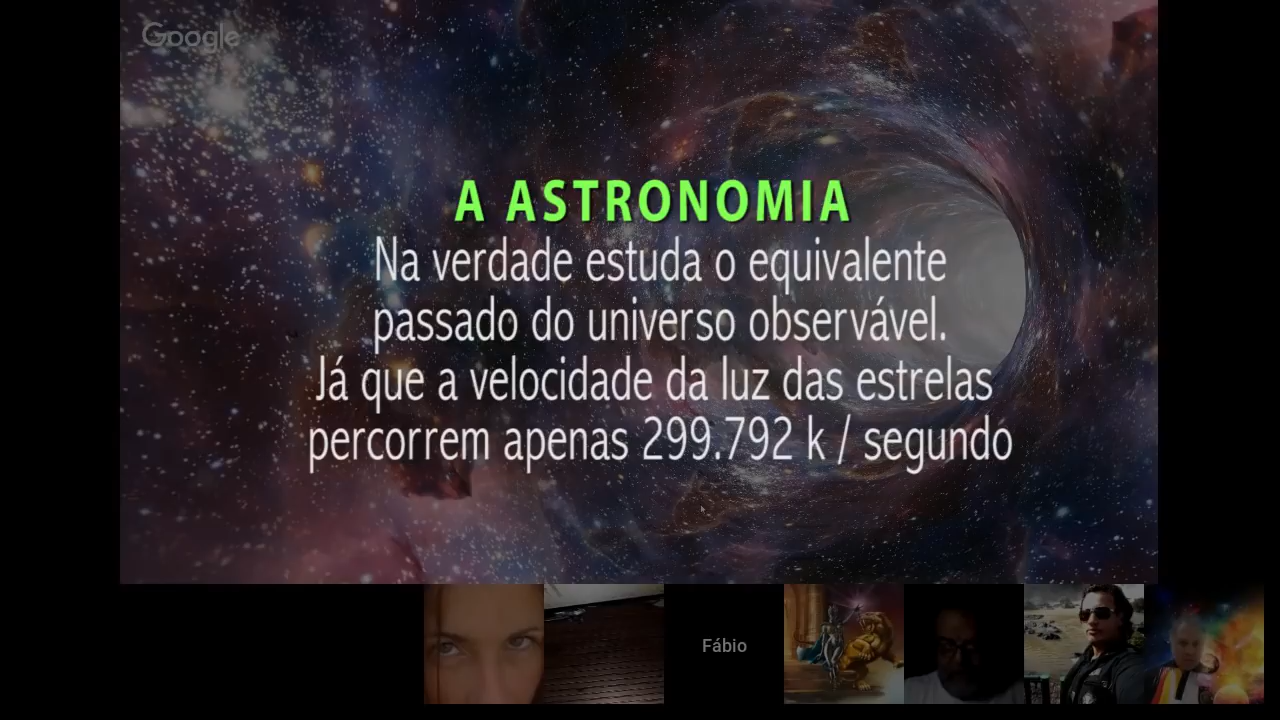 Google
A ASTRONOMIA
Na verdade estuda o equivalente
passado do universo observável.
Já que a velocidade da luz das estrelas
percorrem apenas 299.792 k / segundo
Fábio